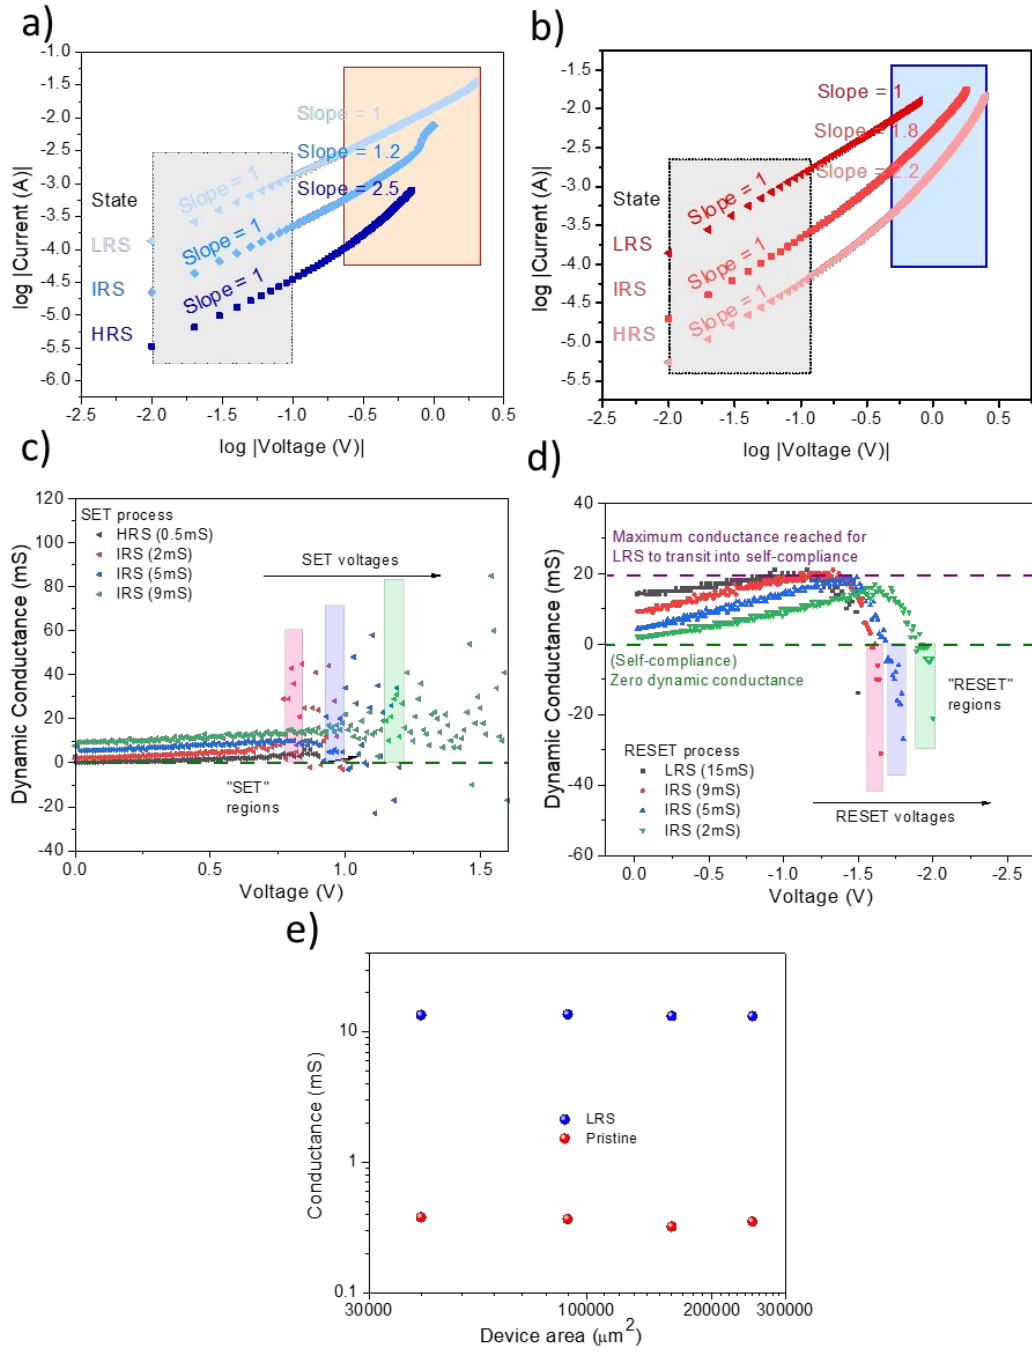 a)
-1.0
-1.5
-2.0
-2.5
-3.0
-3.5
-4.0
-4.5
-5.0
-5.5
-6.0
log |Current (A)|
Slope = 1
Slope = 1.2
Slope = 2.5
Slope = 1
Slope = 1
Slope = 1
State
LRS
IRS
HRS
-2.5
-2.0
-1.5
-1.0
-0.5
0.0
0.5
log |Voltage (V)|
b)
-1.5
-2.0
-2.5
-3.0
-3.5
-4.0
-4.5
-5.0
-5.5
log |Current (A)|
Slope = 1
Slope = 1.8
Slope = 2.2
Slope = 1
Slope = 1
Slope = 1
State
LRS
IRS
HRS
-2.5
-2.0
-1.5
-1.0
-0.5
0.0
0.5
log |Voltage (V)|
c)
120
100
80
60
40
20
0
-20
-40
Dynamic Conductance (mS)
SET process
HRS (0.5mS)
IRS (2mS)
IRS (5mS)
IRS (9mS)
SET voltages
"SET"
regions
0.0
0.5
1.0
1.5
Voltage (V)
d)
40
20
0
-20
-40
-60
Dynamic Conductance (mS)
Maximum conductance reached for
LRS to transit into self-compliance
(Self-compliance)
Zero dynamic conductance
"RESET"
regions
RESET process
LRS (15mS)
IRS (9mS)
IRS (5mS)
IRS (2mS)
RESET voltages
0.0
-0.5
-1.0
-1.5
-2.0
-2.5
Voltage (V)
e)
10
1
0.1
Conductance (mS)
LRS
Pristine
30000
100000
200000
300000
Device area (μm²)